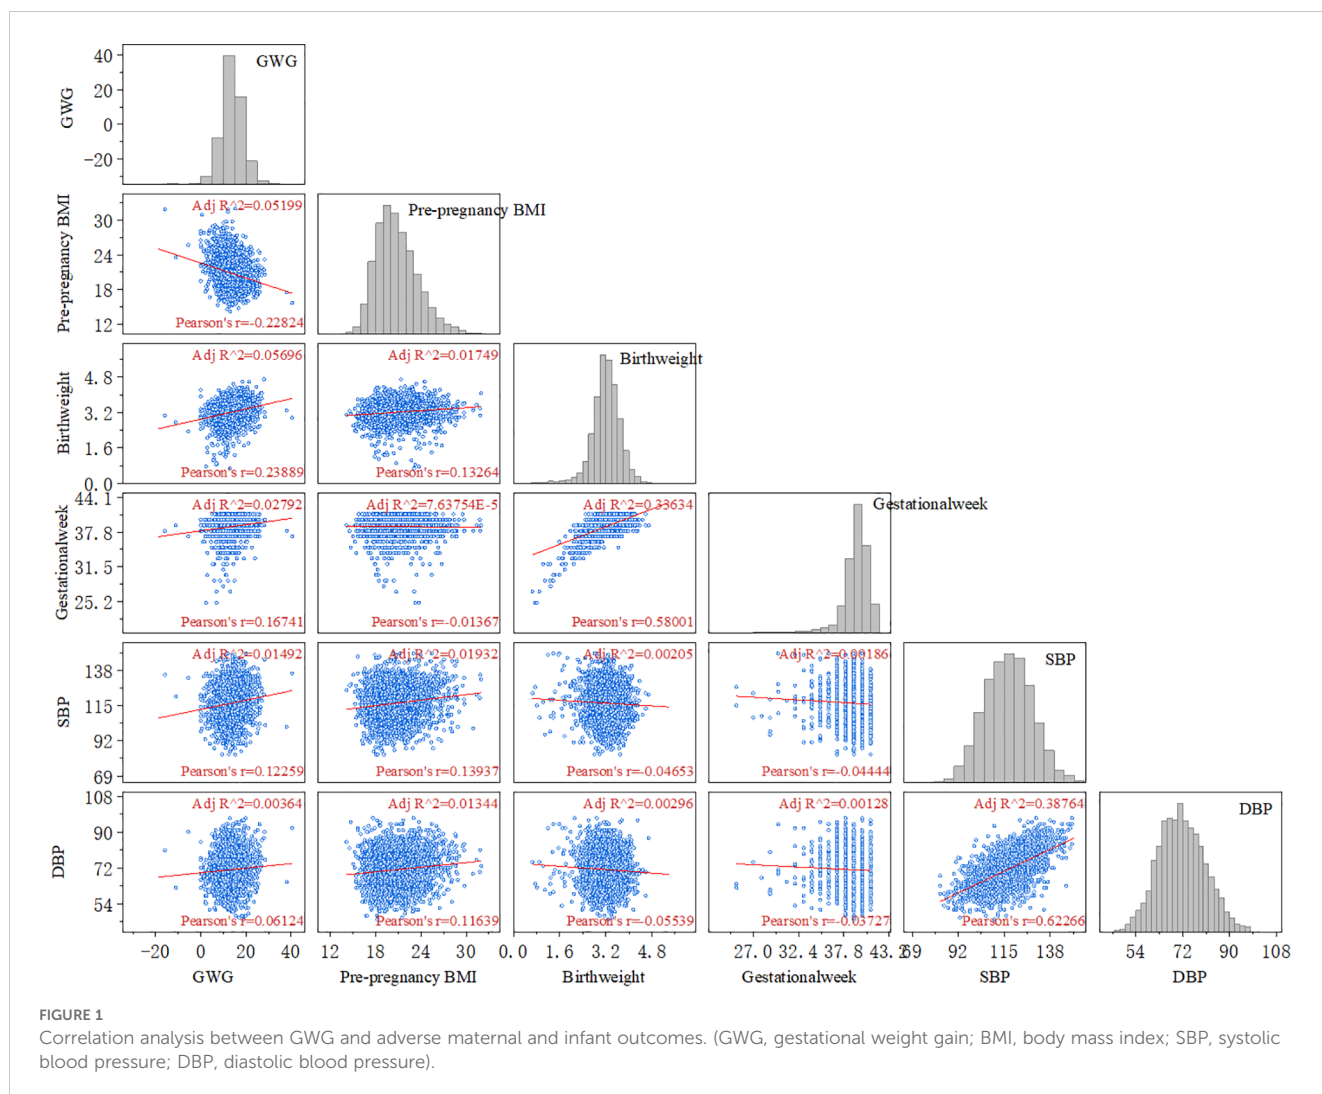 GWG
40
20
0
−20
GWG
Pre-pregnancy BMI
30
24
18
12
Adj R^2=0.05199
Pearson's r=-0.22824
Pre-pregnancy BMI
Birthweight
4.8
3.2
1.6
0.0
Adj R^2=0.05696
Pearson's r=0.23889
Adj R^2=0.01749
Pearson's r=0.13264
Birthweight
Gestationalweek
44.1
37.8
31.5
25.2
Adj R^2=0.02792
Pearson's r=0.16741
Adj R^2=7.63754E-5
Pearson's r=-0.01367
Adj R^2=0.33634
Pearson's r=0.58001
Gestationalweek
SBP
138
115
92
69
Adj R^2=0.01492
Pearson's r=0.12259
Adj R^2=0.01932
Pearson's r=0.13937
Adj R^2=0.00205
Pearson's r=-0.04653
Adj R^2=0.00186
Pearson's r=-0.04444
SBP
DBP
108
90
72
54
Adj R^2=0.00364
Pearson's r=0.06124
Adj R^2=0.01344
Pearson's r=0.11639
Adj R^2=0.00296
Pearson's r=-0.05539
Adj R^2=0.00128
Pearson's r=-0.03727
Adj R^2=0.38764
Pearson's r=0.62266
DBP
−20 0 20 40 12 18 24 30 0.0 1.6 3.2 4.8 27.0 32.4 37.8 43.2 69 92 115 138 54 72 90 108
GWG Pre-pregnancy BMI Birthweight Gestationalweek SBP DBP
FIGURE 1
Correlation analysis between GWG and adverse maternal and infant outcomes. (GWG, gestational weight gain; BMI, body mass index; SBP, systolic
blood pressure; DBP, diastolic blood pressure).